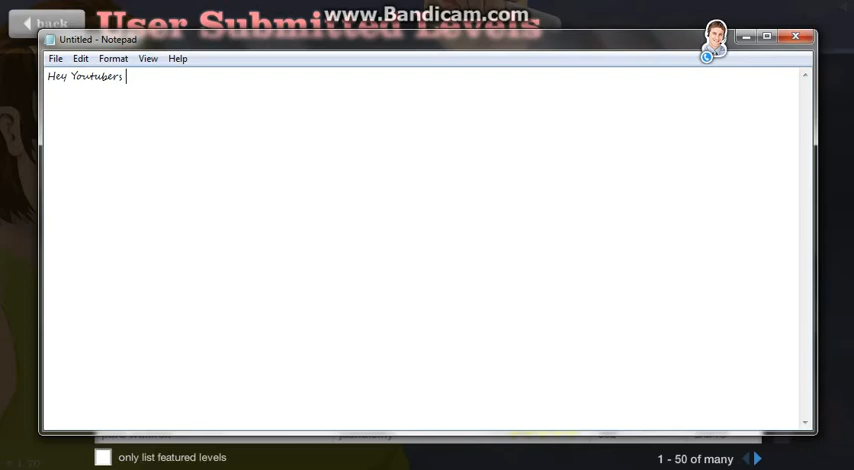 www.Bandicam.com
back
User Submitted Levels
Untitled - Notepad
File Edit Format View Help
Hey Youtubers
only list featured levels
1 - 50 of many